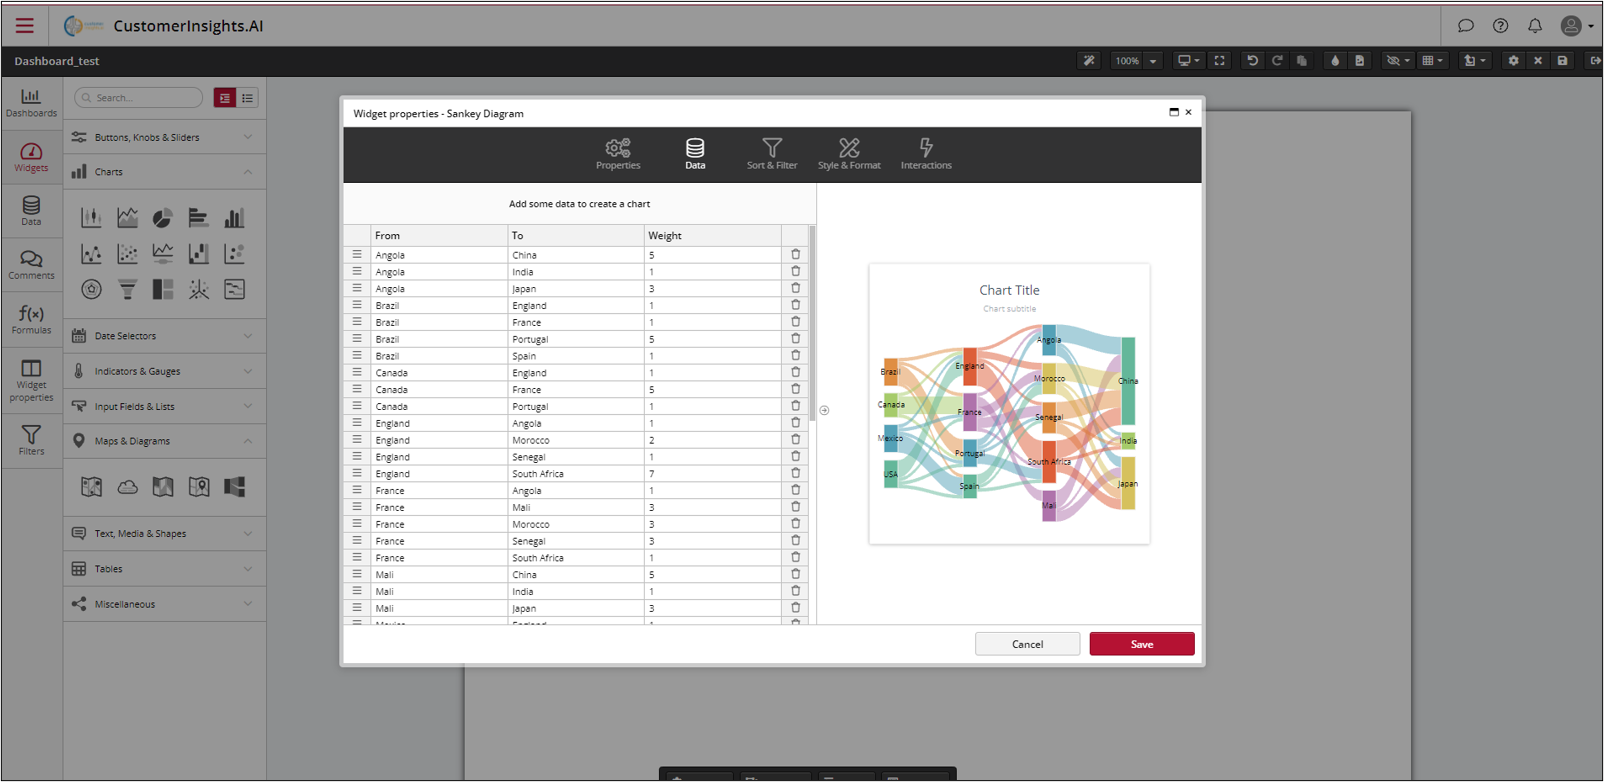 CustomerInsights.AI
Dashboard_test
100%
Dashboards
Widgets
Data
Comments
f(x)
Formulas
Widget
properties
Filters
Search...
Buttons, Knobs & Sliders
Charts
Date Selectors
Indicators & Gauges
Input Fields & Lists
Maps & Diagrams
Text, Media & Shapes
Tables
Miscellaneous
Widget properties - Sankey Diagram
Properties
Data
Sort & Filter
Style & Format
Interactions
Add some data to create a chart
From To Weight
Angola China 5
Angola India 1
Angola Japan 3
Brazil England 1
Brazil France 1
Brazil Portugal 5
Brazil Spain 1
Canada England 1
Canada France 5
Canada Portugal 1
England Angola 1
England Morocco 2
England Senegal 1
England South Africa 7
France Angola 1
France Mali 3
France Morocco 3
France Senegal 3
France South Africa 1
Mali China 5
Mali India 1
Mali Japan 3
Mexico England 1
Chart Title
Chart subtitle
Brazil
Canada
Mexico
USA
England
France
Portugal
Spain
Angola
Morocco
Senegal
South Africa
Mali
China
India
Japan
Cancel
Save